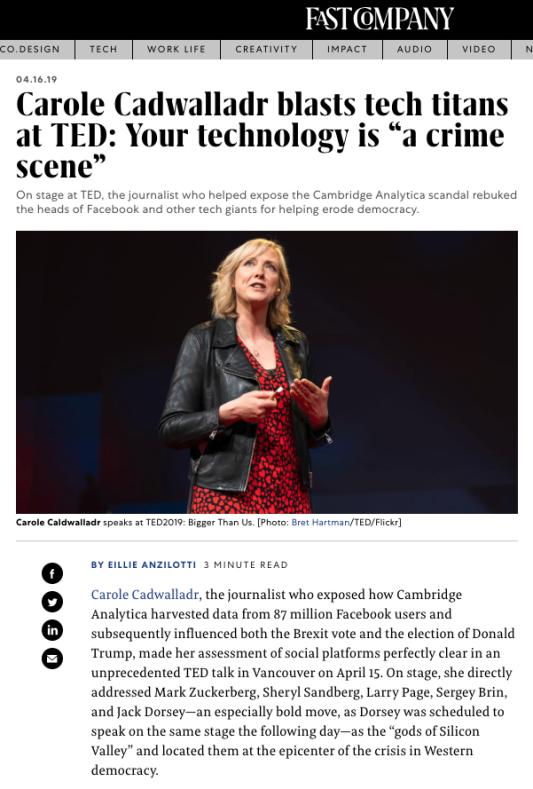 FAST COMPANY
CO.DESIGN TECH WORK LIFE CREATIVITY IMPACT AUDIO VIDEO N
04.16.19
Carole Cadwalladr blasts tech titans
at TED: Your technology is “a crime
scene”
On stage at TED, the journalist who helped expose the Cambridge Analytica scandal rebuked
the heads of Facebook and other tech giants for helping erode democracy.
Carole Caldwalladr speaks at TED2019: Bigger Than Us. [Photo: Bret Hartman/TED/Flickr]
BY EILLIE ANZILOTTI 3 MINUTE READ
Carole Cadwalladr, the journalist who exposed how Cambridge
Analytica harvested data from 87 million Facebook users and
subsequently influenced both the Brexit vote and the election of Donald
Trump, made her assessment of social platforms perfectly clear in an
unprecedented TED talk in Vancouver on April 15. On stage, she directly
addressed Mark Zuckerberg, Sheryl Sandberg, Larry Page, Sergey Brin,
and Jack Dorsey—an especially bold move, as Dorsey was scheduled to
speak on the same stage the following day—as the “gods of Silicon
Valley” and located them at the epicenter of the crisis in Western
democracy.